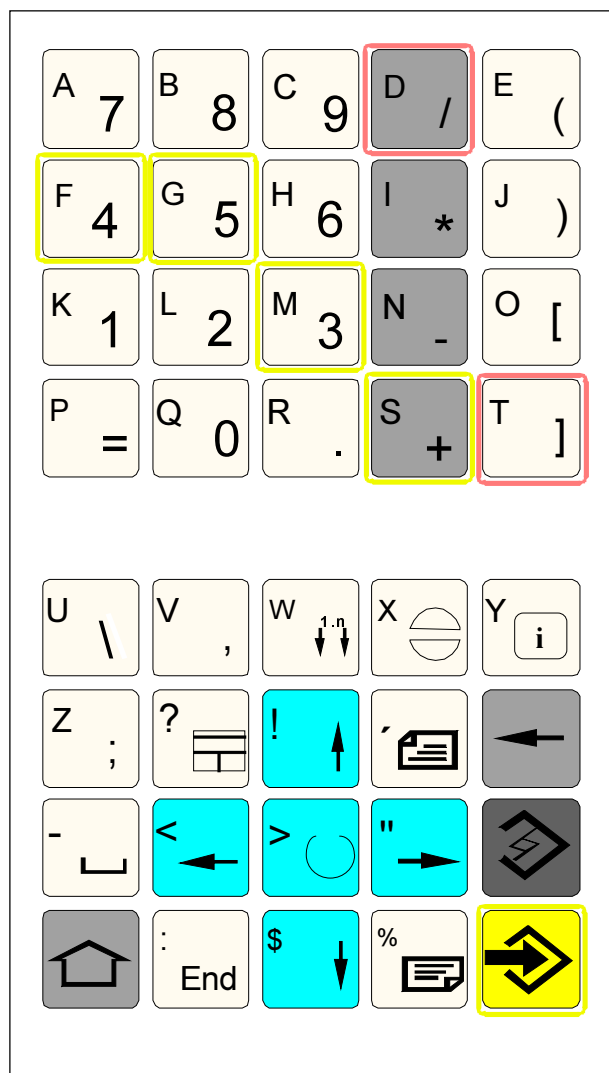 A 7 B 8 C 9 D / E (
F 4 G 5 H 6 I * J )
K 1 L 2 M 3 N - O [
P = Q 0 R . S + T ]
U \ V , W 1.n X Y i
Z ; ? ! ´
- < > "
: End $ %